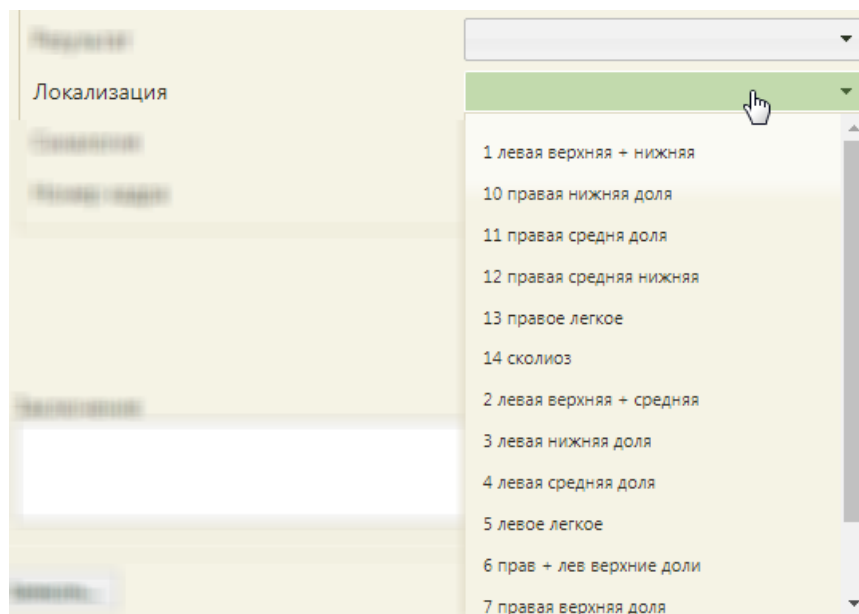 Локализация
1 левая верхняя + нижняя
10 правая нижняя доля
11 правая средня доля
12 правая средняя нижняя
13 правое легкое
14 сколиоз
2 левая верхняя + средняя
3 левая нижняя доля
4 левая средняя доля
5 левое легкое
6 прав + лев верхние доли
7 правая верхняя доля